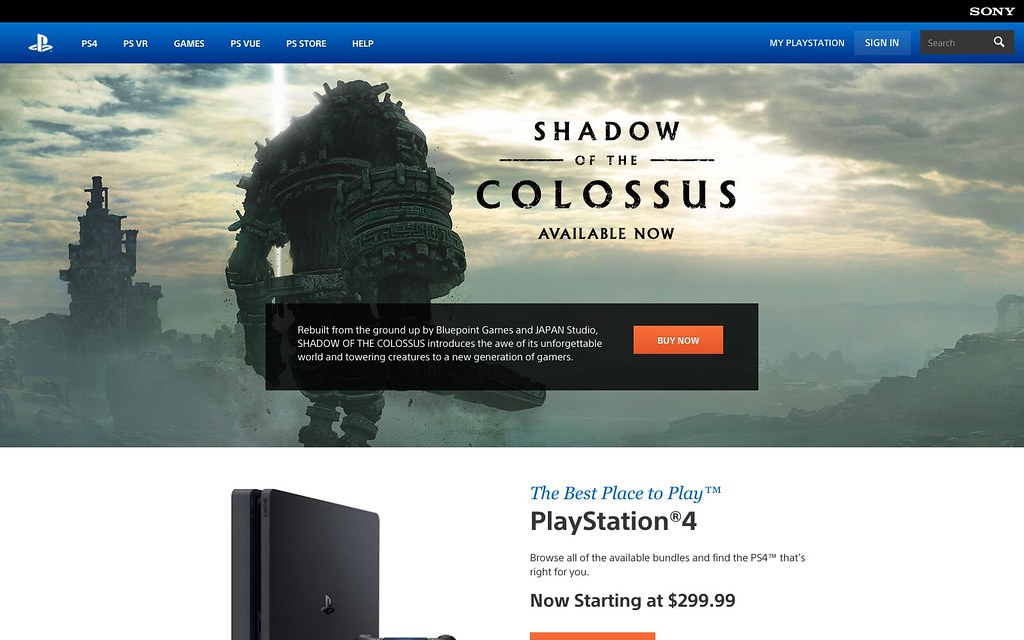 SONY
PS4 PS VR GAMES PS VUE PS STORE HELP MY PLAYSTATION SIGN IN Search
SHADOW
OF THE
COLOSSUS
AVAILABLE NOW
Rebuilt from the ground up by Bluepoint Games and JAPAN Studio,
SHADOW OF THE COLOSSUS introduces the awe of its unforgettable
world and towering creatures to a new generation of gamers.
BUY NOW
The Best Place to Play™
PlayStation®4
Browse all of the available bundles and find the PS4™ that's
right for you.
Now Starting at $299.99
SONY